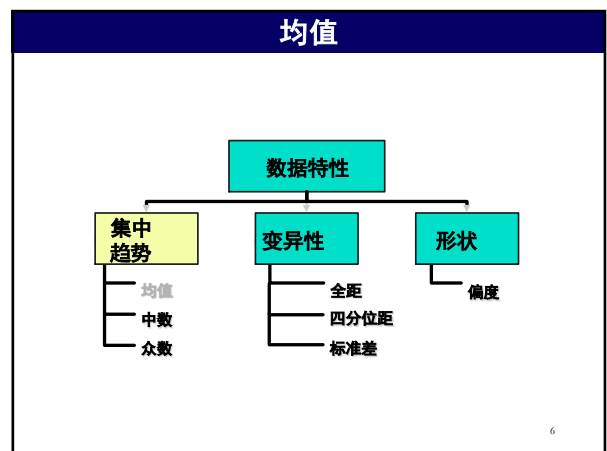 均值
数据特性
集中
趋势
变异性
形状
均值
中数
众数
全距
四分位距
标准差
偏度
6